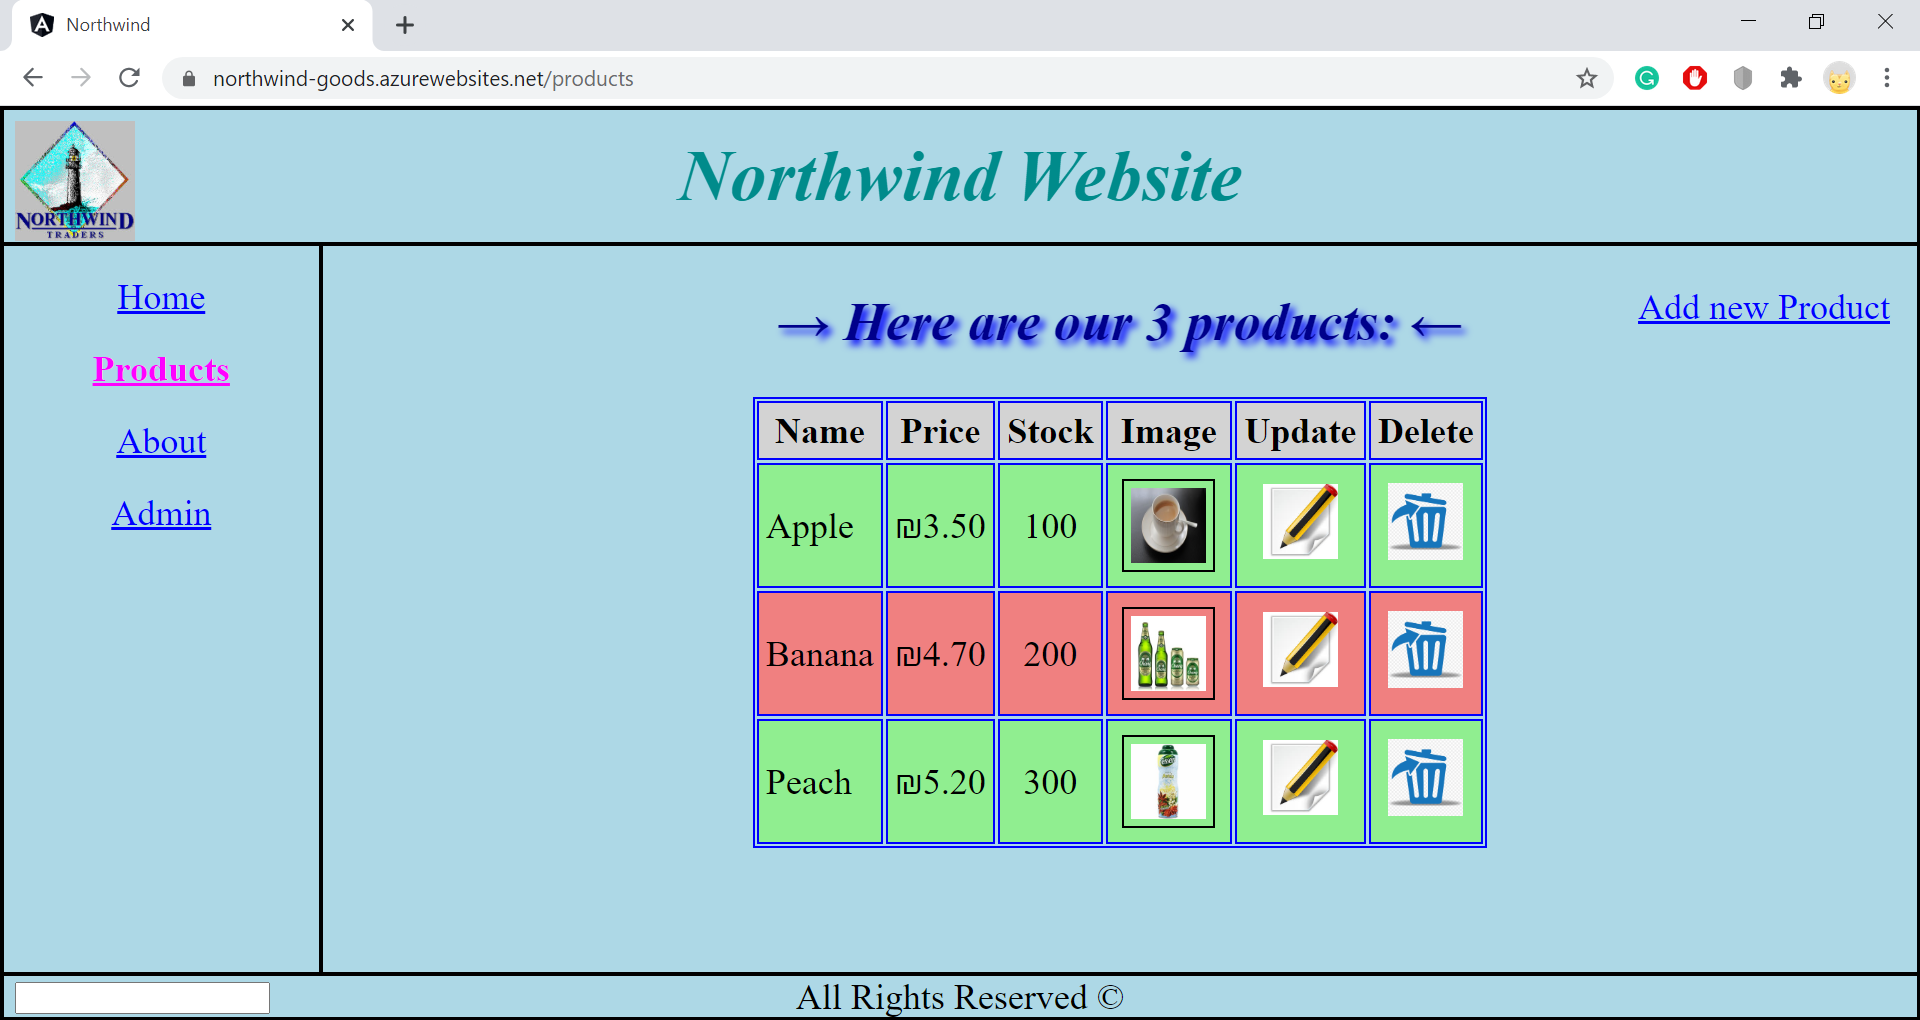 Northwind
northwind-goods.azurewebsites.net/products
NORTHWIND
TRADERS
Northwind Website
Home
Products
About
Admin
Add new Product
→ Here are our 3 products: ←
Name Price Stock Image Update Delete
Apple ₪3.50 100
Banana ₪4.70 200
Peach ₪5.20 300
All Rights Reserved ©